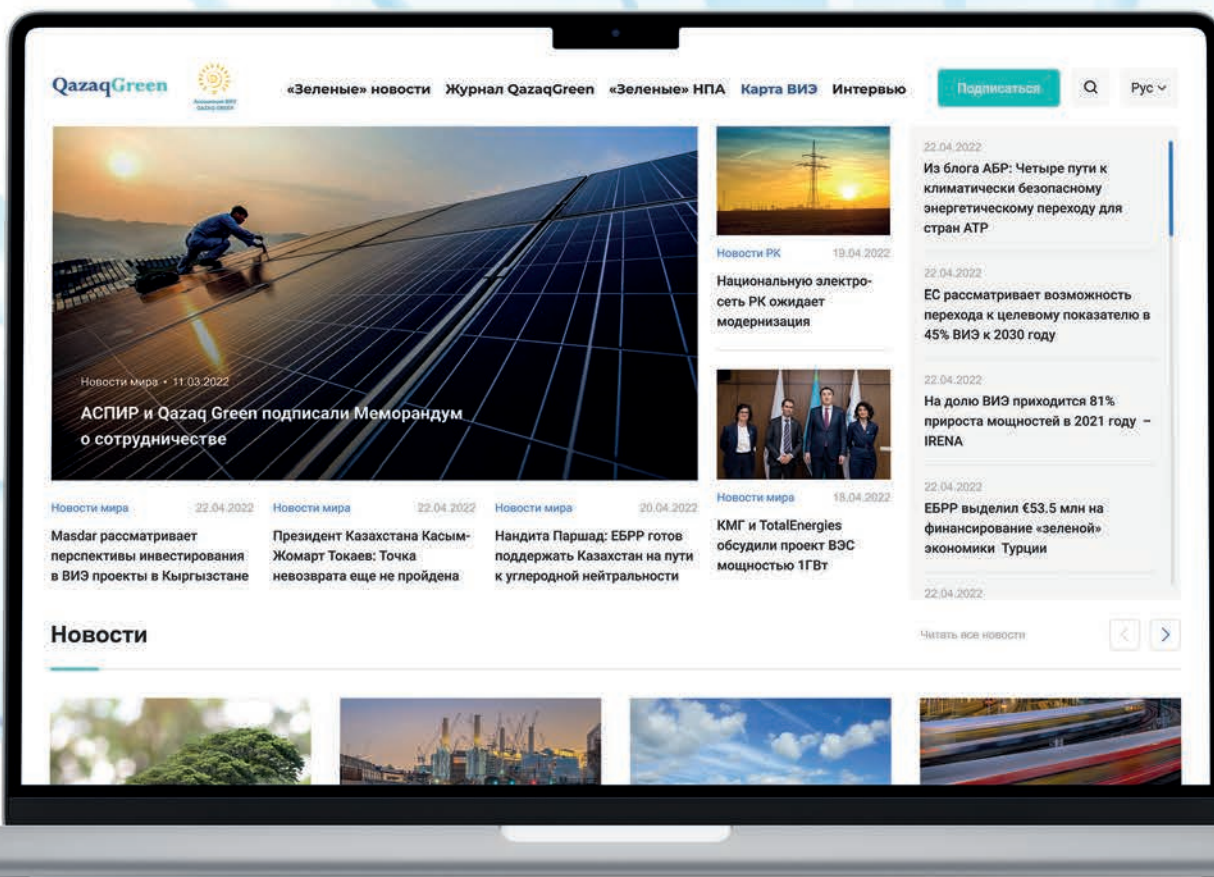 QazaqGreen
Ассоциация ВИЭ
QAZAQ GREEN
«Зеленые» новости
Журнал QazaqGreen
«Зеленые» НПА
Карта ВИЭ
Интервью
Подписаться
Рус
Новости мира • 11.03.2022
АСПИР и Qazaq Green подписали Меморандум
о сотрудничестве
Новости мира 22.04.2022
Masdar рассматривает
перспективы инвестирования
в ВИЭ проекты в Кыргызстане
Новости мира 22.04.2022
Президент Казахстана Касым-
Жомарт Токаев: Точка
невозврата еще не пройдена
Новости мира 20.04.2022
Нандита Паршад: ЕБРР готов
поддержать Казахстан на пути
к углеродной нейтральности
Новости РК 19.04.2022
Национальную электро-
сеть РК ожидает
модернизация
Новости мира 18.04.2022
КМГ и TotalEnergies
обсудили проект ВЭС
мощностью 1ГВт
22.04.2022
Из блога АБР: Четыре пути к
климатически безопасному
энергетическому переходу для
стран АТР
22.04.2022
ЕС рассматривает возможность
перехода к целевому показателю в
45% ВИЭ к 2030 году
22.04.2022
На долю ВИЭ приходится 81%
прироста мощностей в 2021 году –
IRENA
22.04.2022
ЕБРР выделил €53.5 млн на
финансирование «зеленой»
экономики Турции
22.04.2022
Новости
Читать все новости